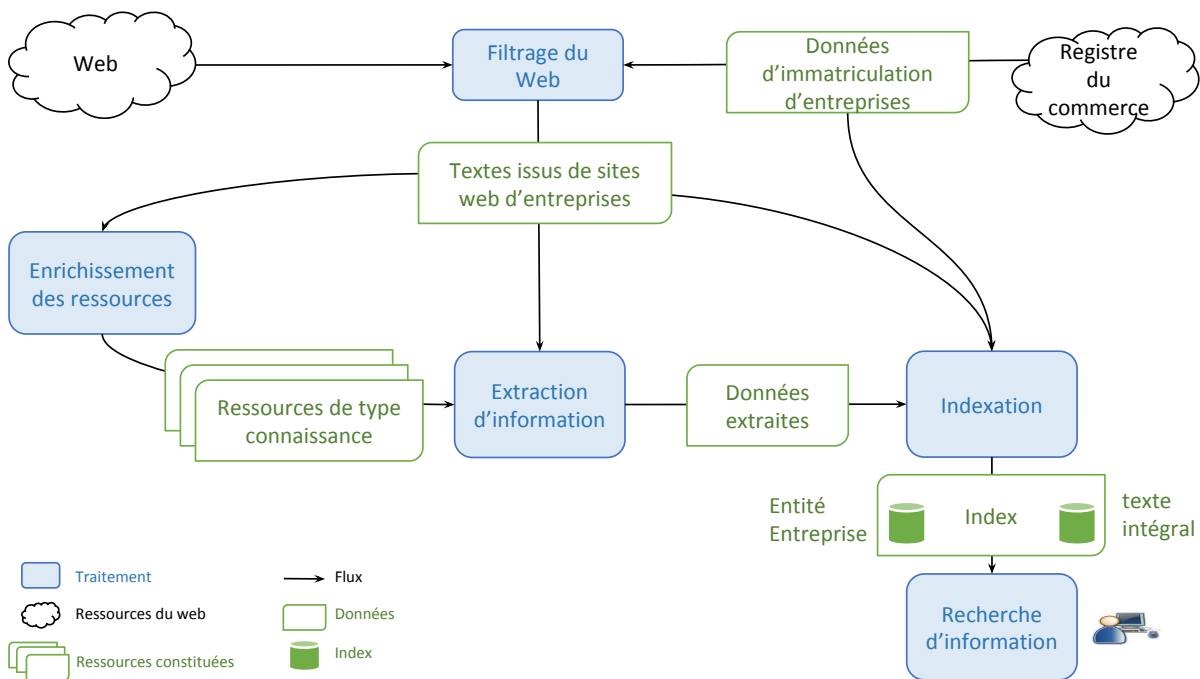 Web
Filtrage du
Web
Données
d’immatriculation
d’entreprises
Registre
du
commerce
Textes issus de sites
web d’entreprises
Enrichissement
des ressources
Ressources de type
connaissance
Extraction
d’information
Données
extraites
Indexation
Entité
Entreprise
Index
texte
intégral
Recherche
d’information
Traitement
Flux
Ressources du web
Données
Ressources constituées
Index